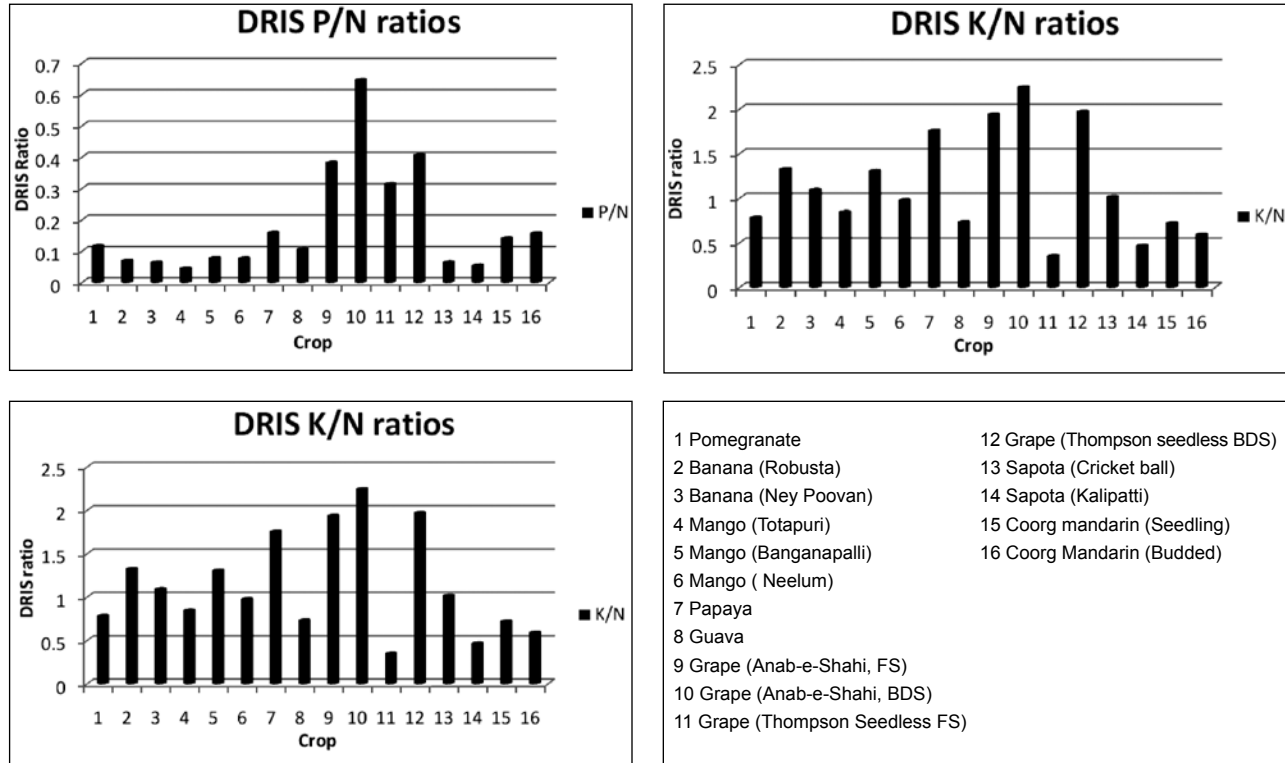 DRIS P/N ratios
0.7
0.6
0.5
0.4
0.3
0.2
0.1
0
DRIS Ratio
P/N
1 2 3 4 5 6 7 8 9 10 11 12 13 14 15 16
Crop
DRIS K/N ratios
2.5
2
1.5
1
0.5
0
DRIS ratio
K/N
1 2 3 4 5 6 7 8 9 10 11 12 13 14 15 16
Crop
DRIS K/N ratios
2.5
2
1.5
1
0.5
0
DRIS ratio
K/N
1 2 3 4 5 6 7 8 9 10 11 12 13 14 15 16
Crop
1 Pomegranate
2 Banana (Robusta)
3 Banana (Ney Poovan)
4 Mango (Totapuri)
5 Mango (Banganapalli)
6 Mango ( Neelum)
7 Papaya
8 Guava
9 Grape (Anab-e-Shahi, FS)
10 Grape (Anab-e-Shahi, BDS)
11 Grape (Thompson Seedless FS)
12 Grape (Thompson seedless BDS)
13 Sapota (Cricket ball)
14 Sapota (Kalipatti)
15 Coorg mandarin (Seedling)
16 Coorg Mandarin (Budded)